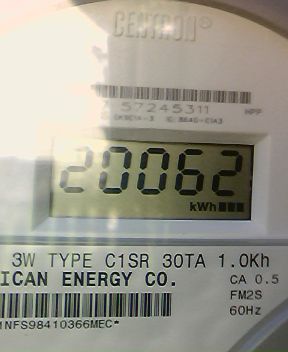 CENTRON®
57245311 HPP
20062
kWh
3W TYPE C1SR 30TA 1.0Kh
ICAN ENERGY CO. CA 0.5
FM2S
60Hz
1NFS98410366MEC*